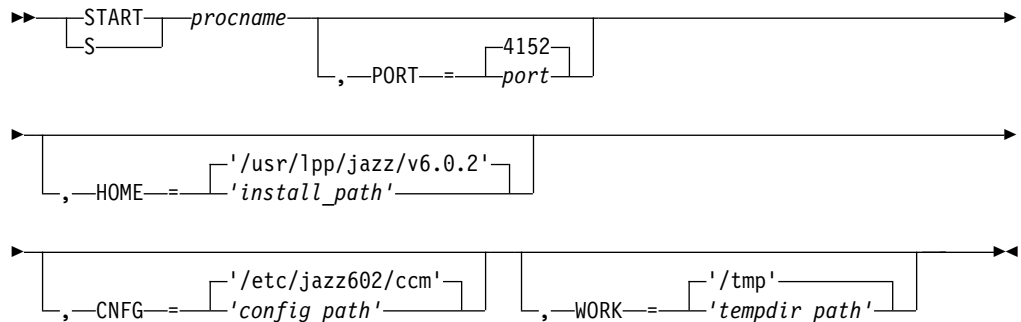 START procname
S
4152
, PORT = port
'/usr/lpp/jazz/v6.0.2'
, HOME = 'install_path'
'/etc/jazz602/ccm' '/tmp'
, CNFG = 'config path' , WORK = 'tempdir path'